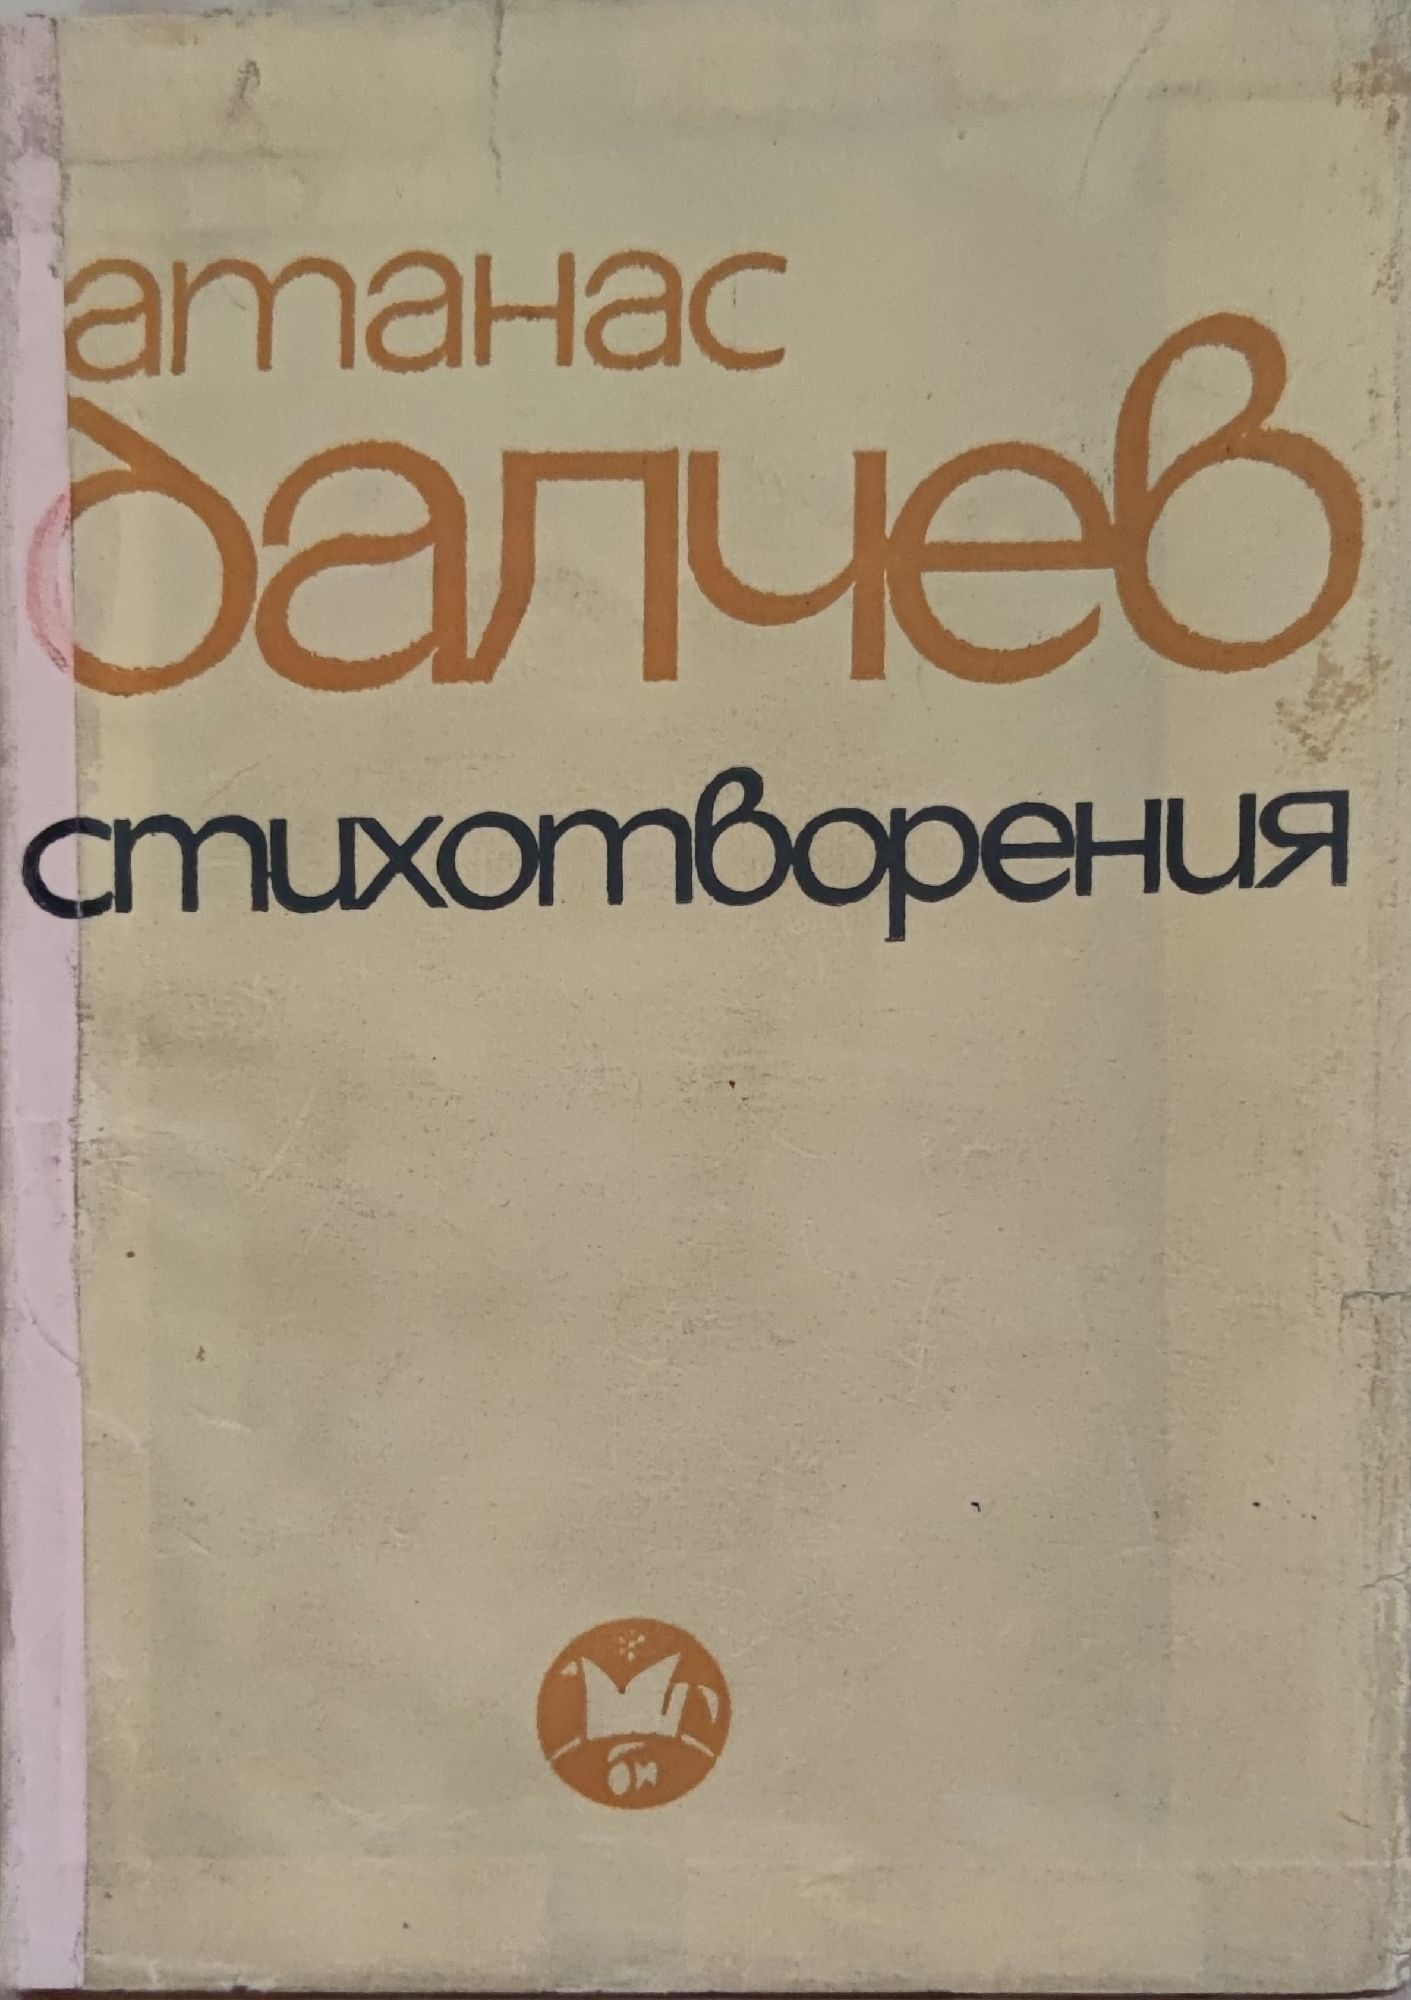 атанас
далчев
стихотворения